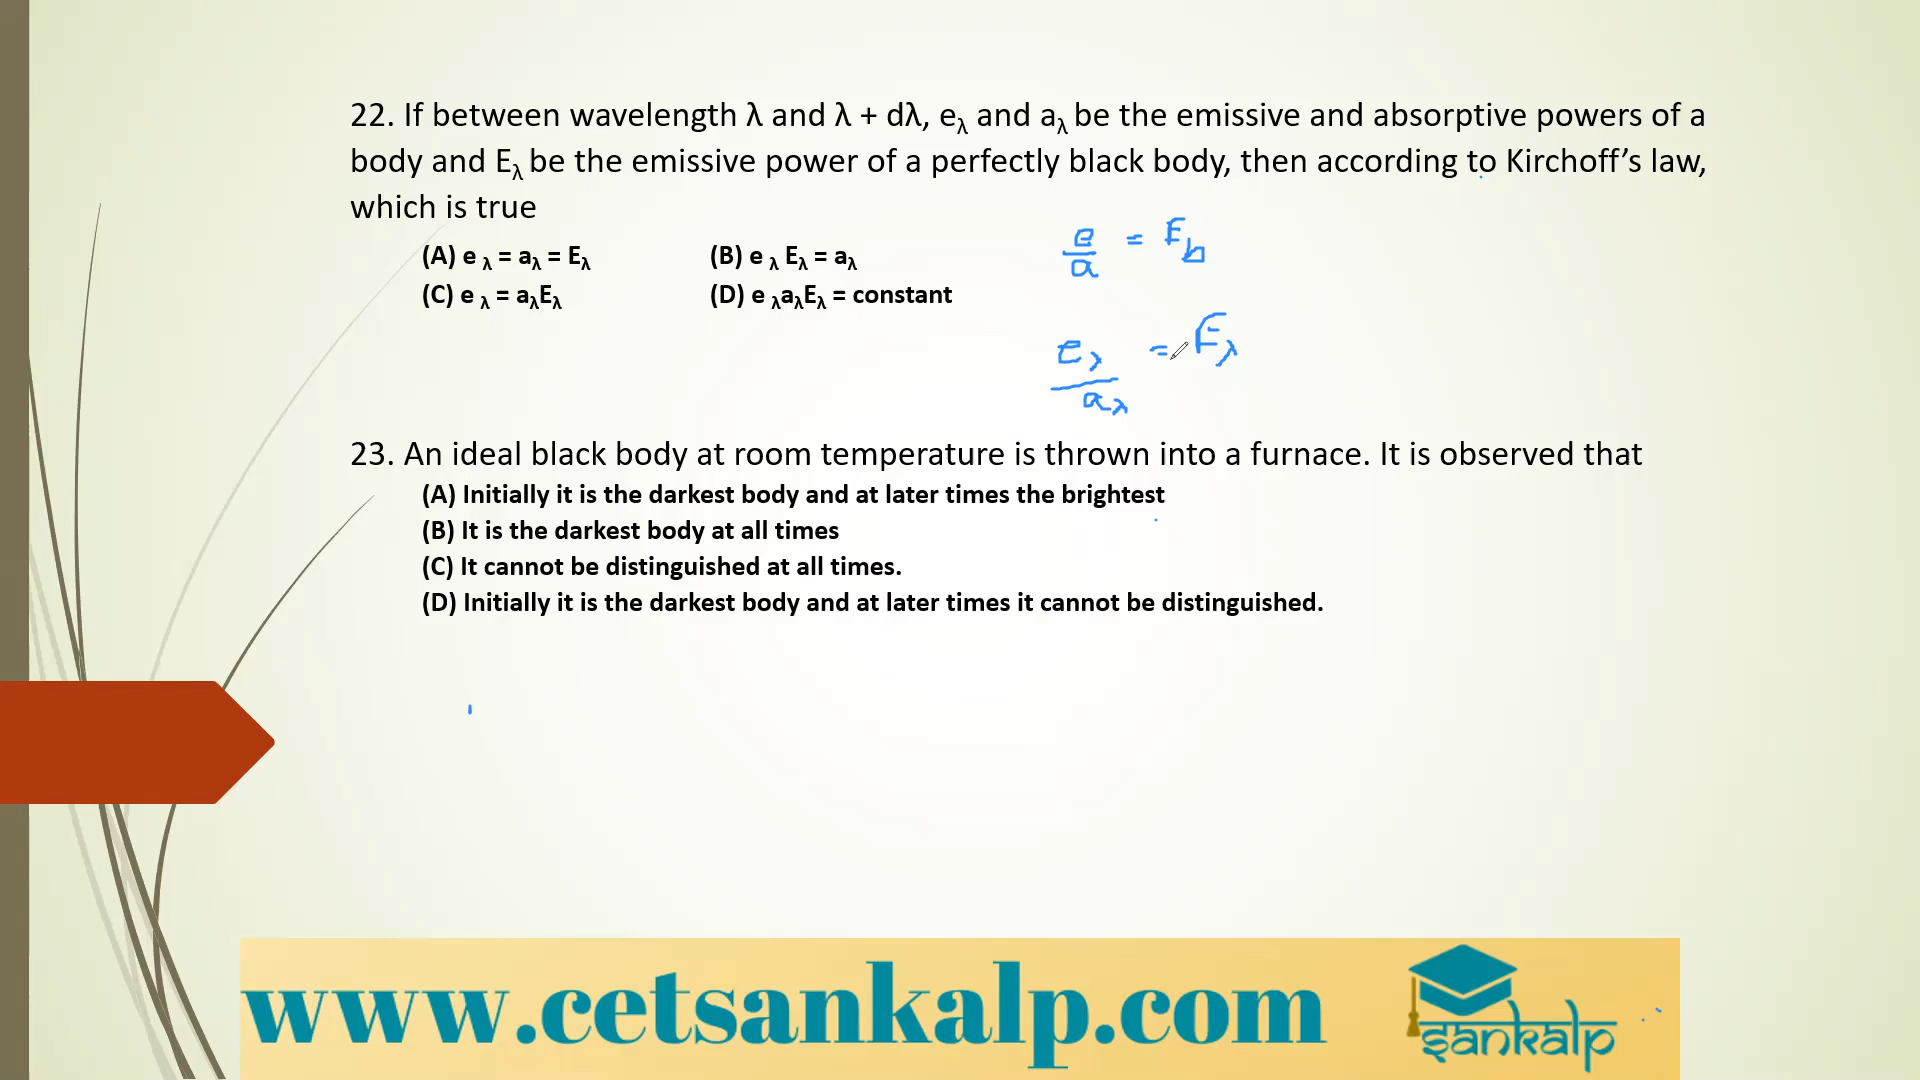 22. If between wavelength λ and λ + dλ, eλ and aλ be the emissive and absorptive powers of a
body and Eλ be the emissive power of a perfectly black body, then according to Kirchoff’s law,
which is true
(A) e λ = aλ = Eλ (B) e λ Eλ = aλ
(C) e λ = aλEλ (D) e λaλEλ = constant
e/a = Eb
eλ/aλ = Eλ
23. An ideal black body at room temperature is thrown into a furnace. It is observed that
(A) Initially it is the darkest body and at later times the brightest
(B) It is the darkest body at all times
(C) It cannot be distinguished at all times.
(D) Initially it is the darkest body and at later times it cannot be distinguished.
www.cetsankalp.com
sankalp